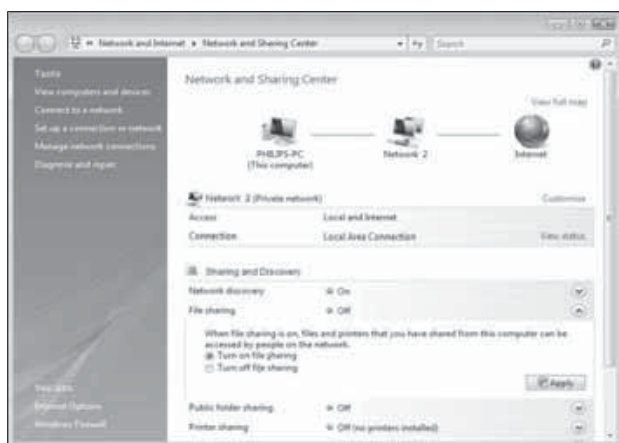 Network and Internet ▸ Network and Sharing Center
Search
Tasks
View computers and devices
Connect to a network
Set up a connection or network
Manage network connections
Diagnose and repair
Network and Sharing Center
View full map
PHILIPS-PC
(This computer)
Network 2
Internet
Network 2 (Private network)
Customise
Access
Local and Internet
Connection
Local Area Connection
View status
Sharing and Discovery
Network discovery
On
File sharing
Off
When file sharing is on, files and printers that you have shared from this computer can be
accessed by people on the network.
Turn on file sharing
Turn off file sharing
Apply
Public folder sharing
Off
Printer sharing
Off (no printers installed)
See also
Internet Options
Windows Firewall